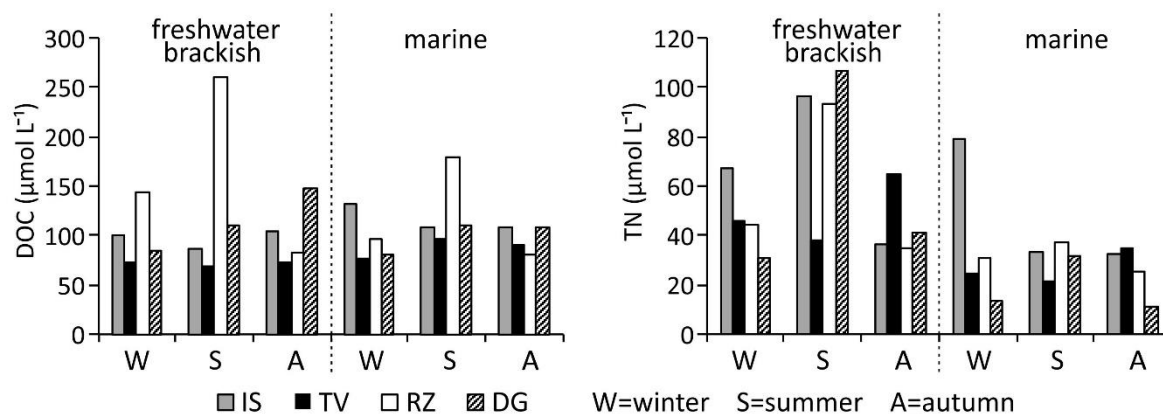 freshwater
brackish
marine
DOC (µmol L⁻¹)
300
250
200
150
100
50
0
W S A W S A
freshwater
brackish
marine
TN (µmol L⁻¹)
120
100
80
60
40
20
0
W S A W S A
IS TV RZ DG W=winter S=summer A=autumn